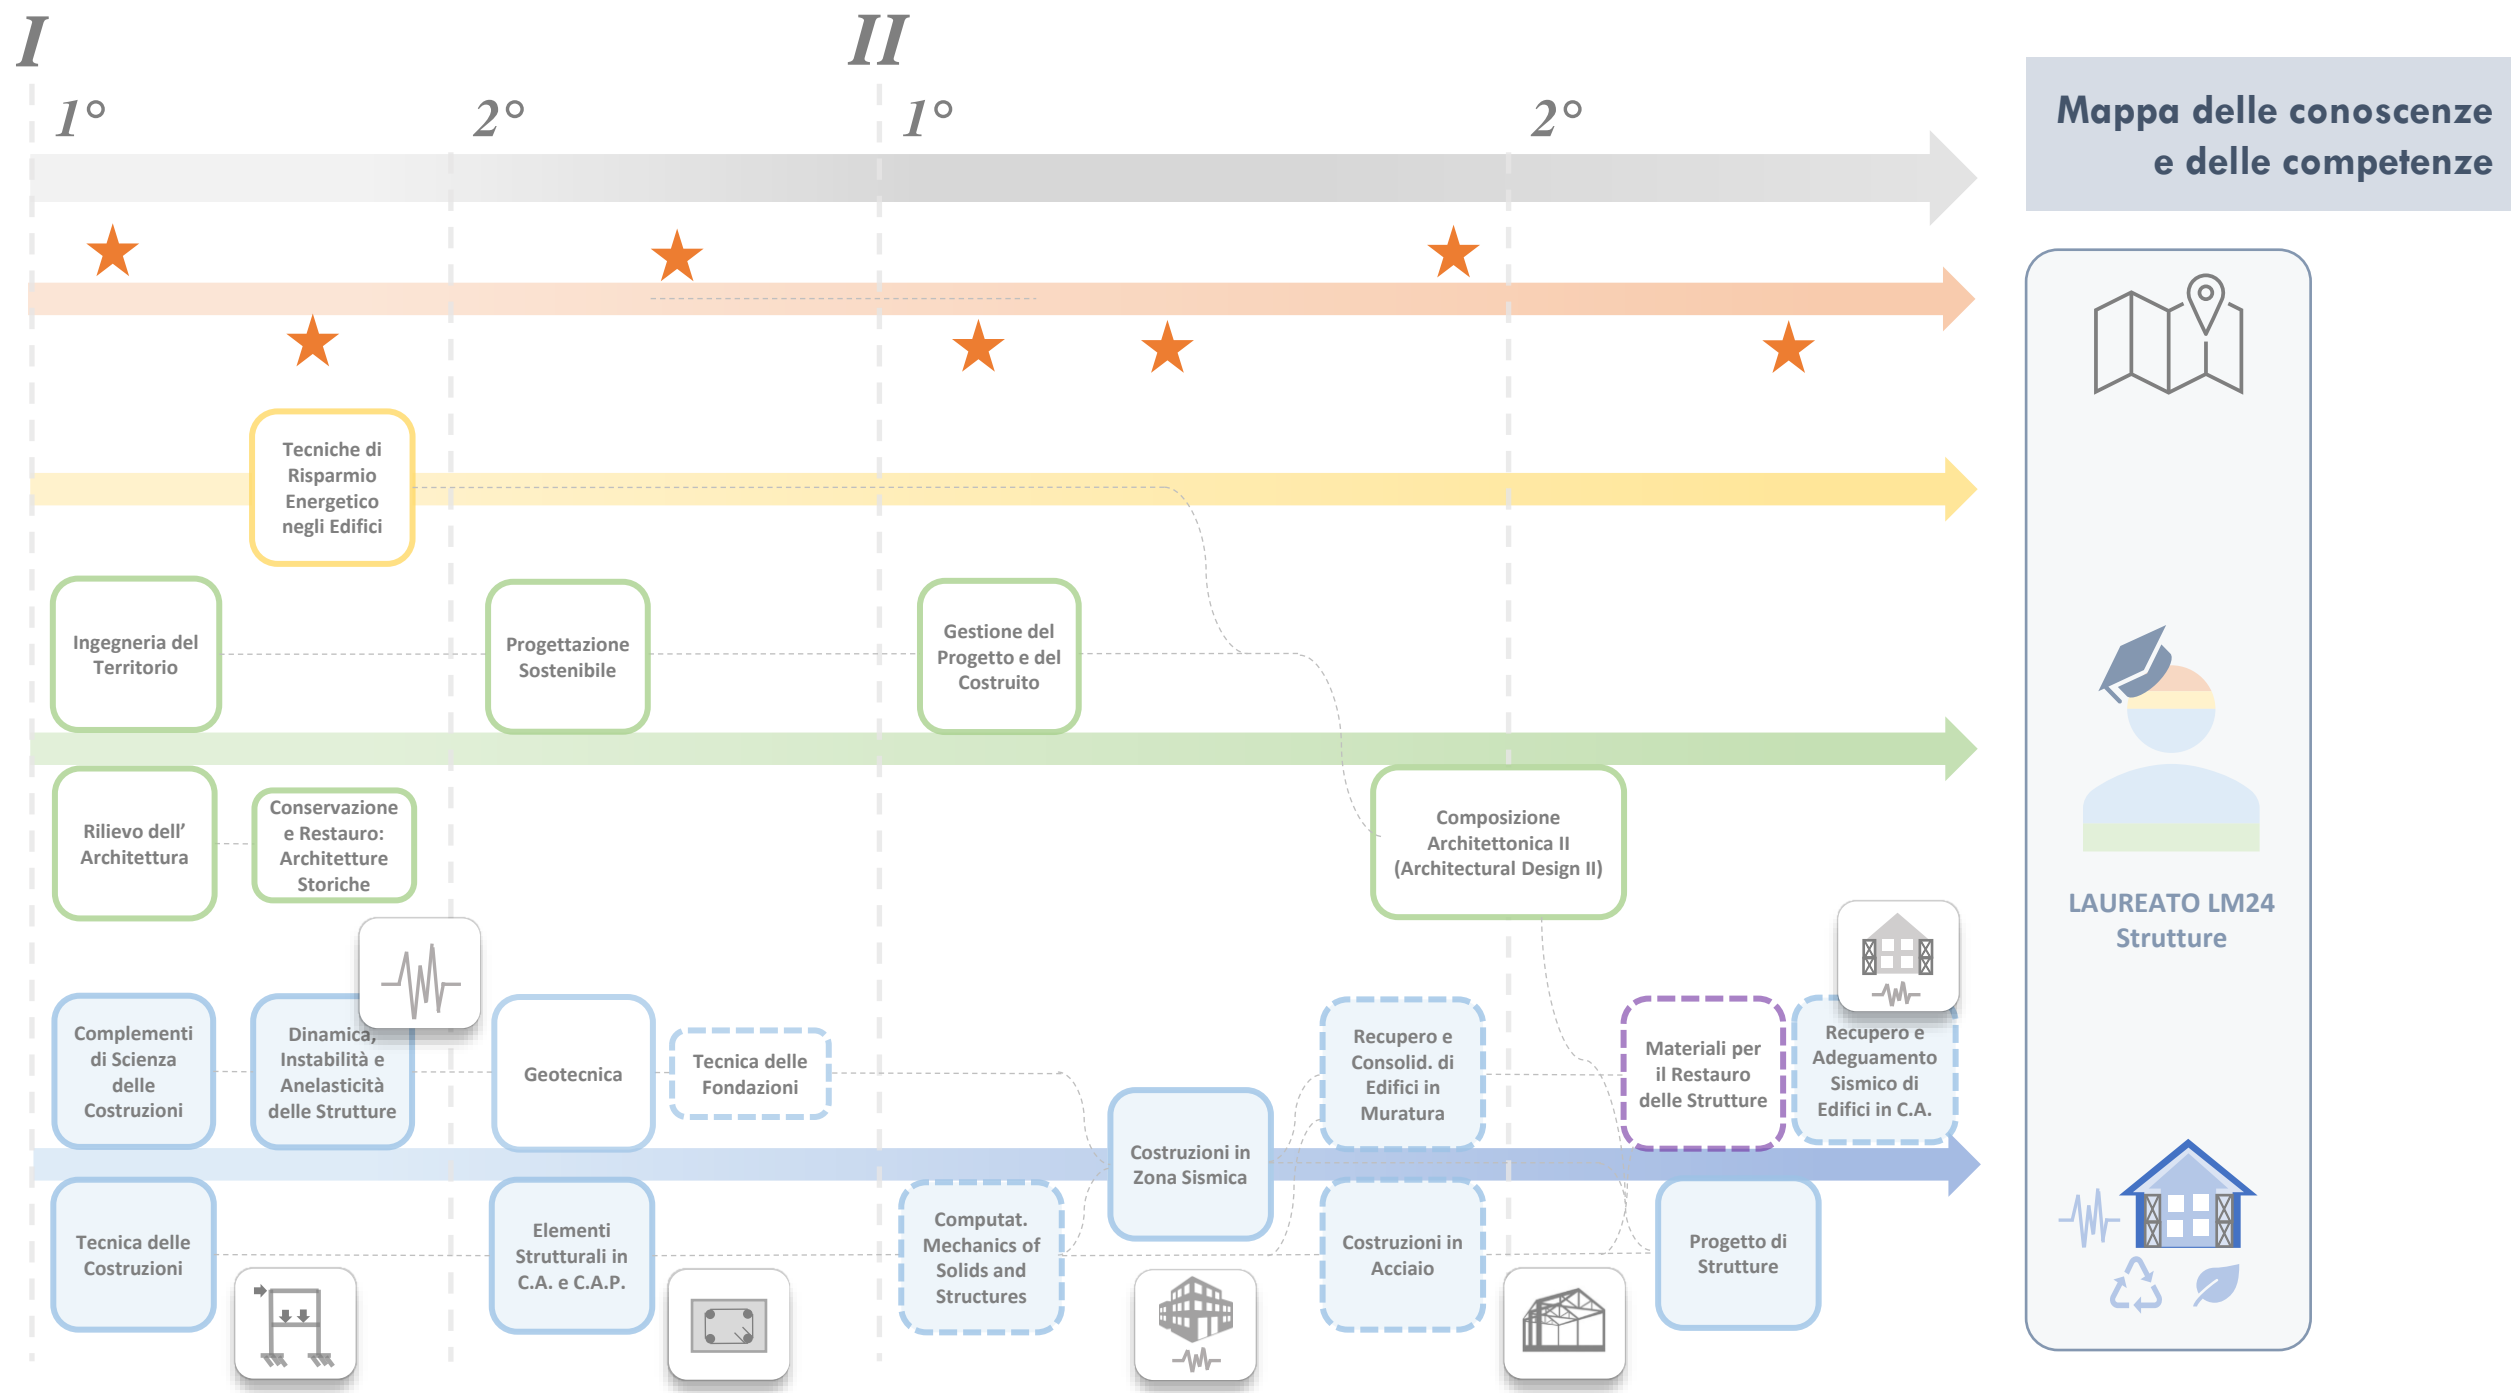 I
II
1°
2°
1°
2°
Mappa delle conoscenze
e delle competenze
Tecniche di
Risparmio
Energetico
negli Edifici
Ingegneria del
Territorio
Progettazione
Sostenibile
Gestione del
Progetto e del
Costruito
Rilievo dell’
Architettura
Conservazione
e Restauro:
Architetture
Storiche
Composizione
Architettonica II
(Architectural Design II)
LAUREATO LM24
Strutture
Complementi
di Scienza
delle
Costruzioni
Dinamica,
Instabilità e
Anelasticità
delle Strutture
Geotecnica
Tecnica delle
Fondazioni
Costruzioni in
Zona Sismica
Recupero e
Consolid. di
Edifici in
Muratura
Materiali per
il Restauro
delle Strutture
Recupero e
Adeguamento
Sismico di
Edifici in C.A.
Tecnica delle
Costruzioni
Elementi
Strutturali in
C.A. e C.A.P.
Computat.
Mechanics of
Solids and
Structures
Costruzioni in
Acciaio
Progetto di
Strutture